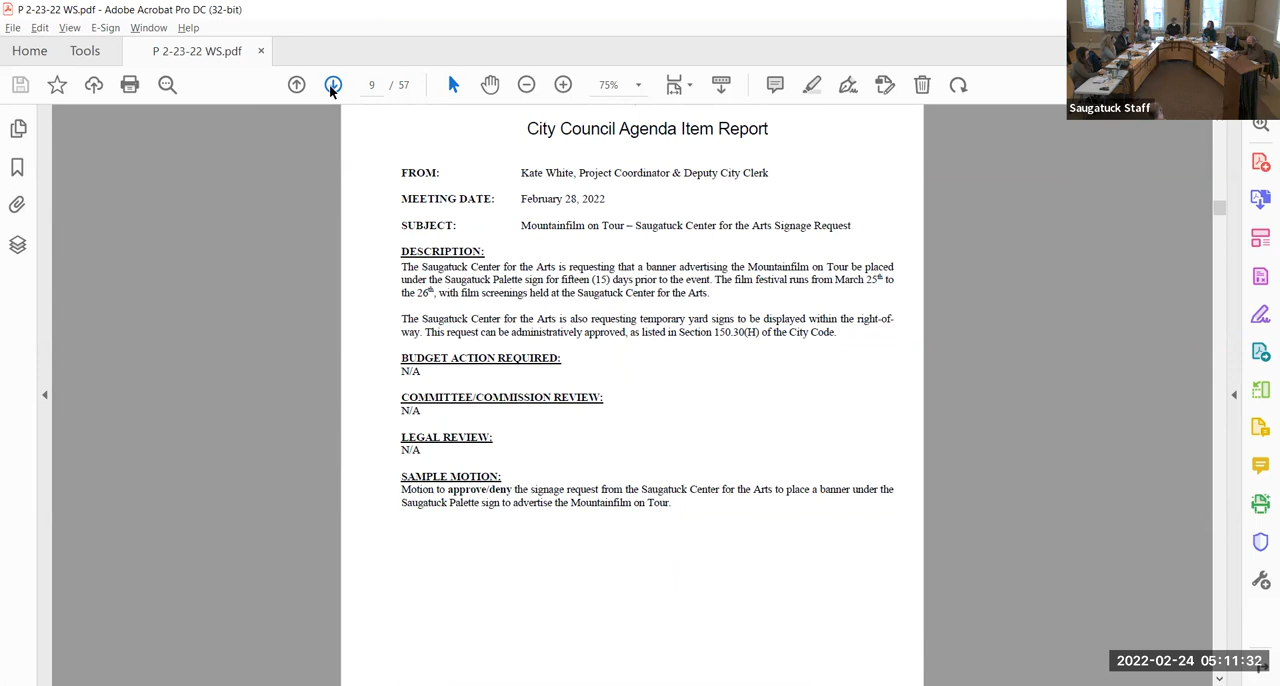 P 2-23-22 WS.pdf - Adobe Acrobat Pro DC (32-bit)
File Edit View E-Sign Window Help
Home Tools P 2-23-22 WS.pdf ×
9 / 57 75%
Saugatuck Staff
City Council Agenda Item Report
FROM: Kate White, Project Coordinator & Deputy City Clerk
MEETING DATE: February 28, 2022
SUBJECT: Mountainfilm on Tour – Saugatuck Center for the Arts Signage Request
DESCRIPTION:
The Saugatuck Center for the Arts is requesting that a banner advertising the Mountainfilm on Tour be placed
under the Saugatuck Palette sign for fifteen (15) days prior to the event. The film festival runs from March 25th to
the 26th, with film screenings held at the Saugatuck Center for the Arts.
The Saugatuck Center for the Arts is also requesting temporary yard signs to be displayed within the right-of-
way. This request can be administratively approved, as listed in Section 150.30(H) of the City Code.
BUDGET ACTION REQUIRED:
N/A
COMMITTEE/COMMISSION REVIEW:
N/A
LEGAL REVIEW:
N/A
SAMPLE MOTION:
Motion to approve/deny the signage request from the Saugatuck Center for the Arts to place a banner under the
Saugatuck Palette sign to advertise the Mountainfilm on Tour.
2022-02-24 05:11:32